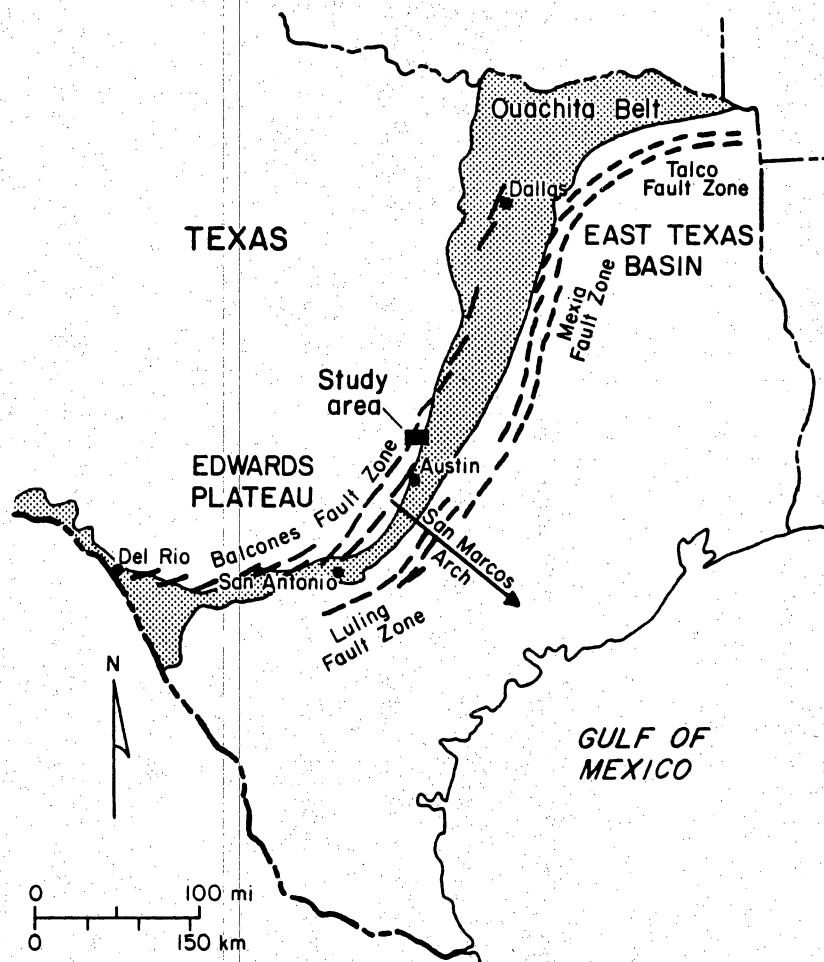 Ouachita Belt
Talco
Fault Zone
Dallas
TEXAS
EAST TEXAS
BASIN
Mexia
Fault Zone
Study
area
EDWARDS
PLATEAU
Balcones Fault Zone
Austin
San Marcos
Arch
Del Rio
San Antonio
Luling
Fault Zone
N
GULF OF
MEXICO
0 100 mi
0 150 km